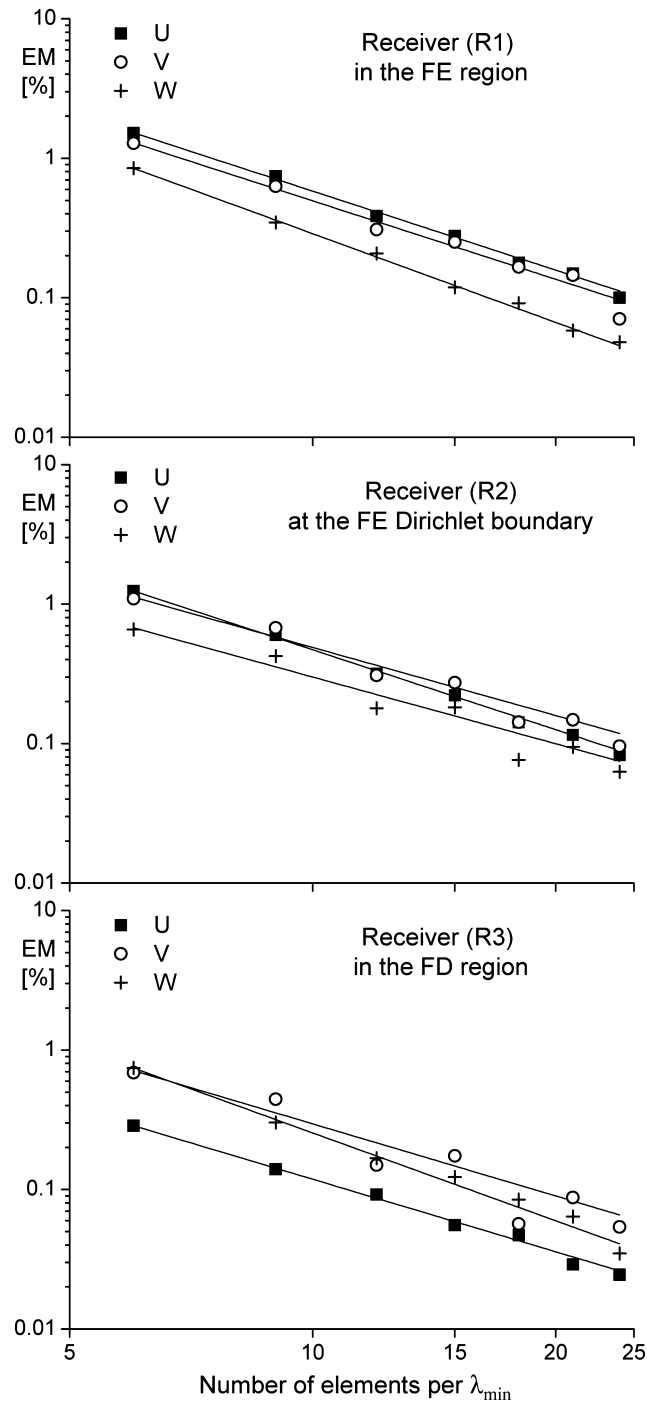 10
U
Receiver (R1)
EM
V
in the FE region
[%]
W
1
0.1
0.01
10
U
Receiver (R2)
EM
V
at the FE Dirichlet boundary
[%]
W
1
0.1
0.01
10
U
Receiver (R3)
EM
V
in the FD region
[%]
W
1
0.1
0.01
5 10 15 20 25
Number of elements per λmin